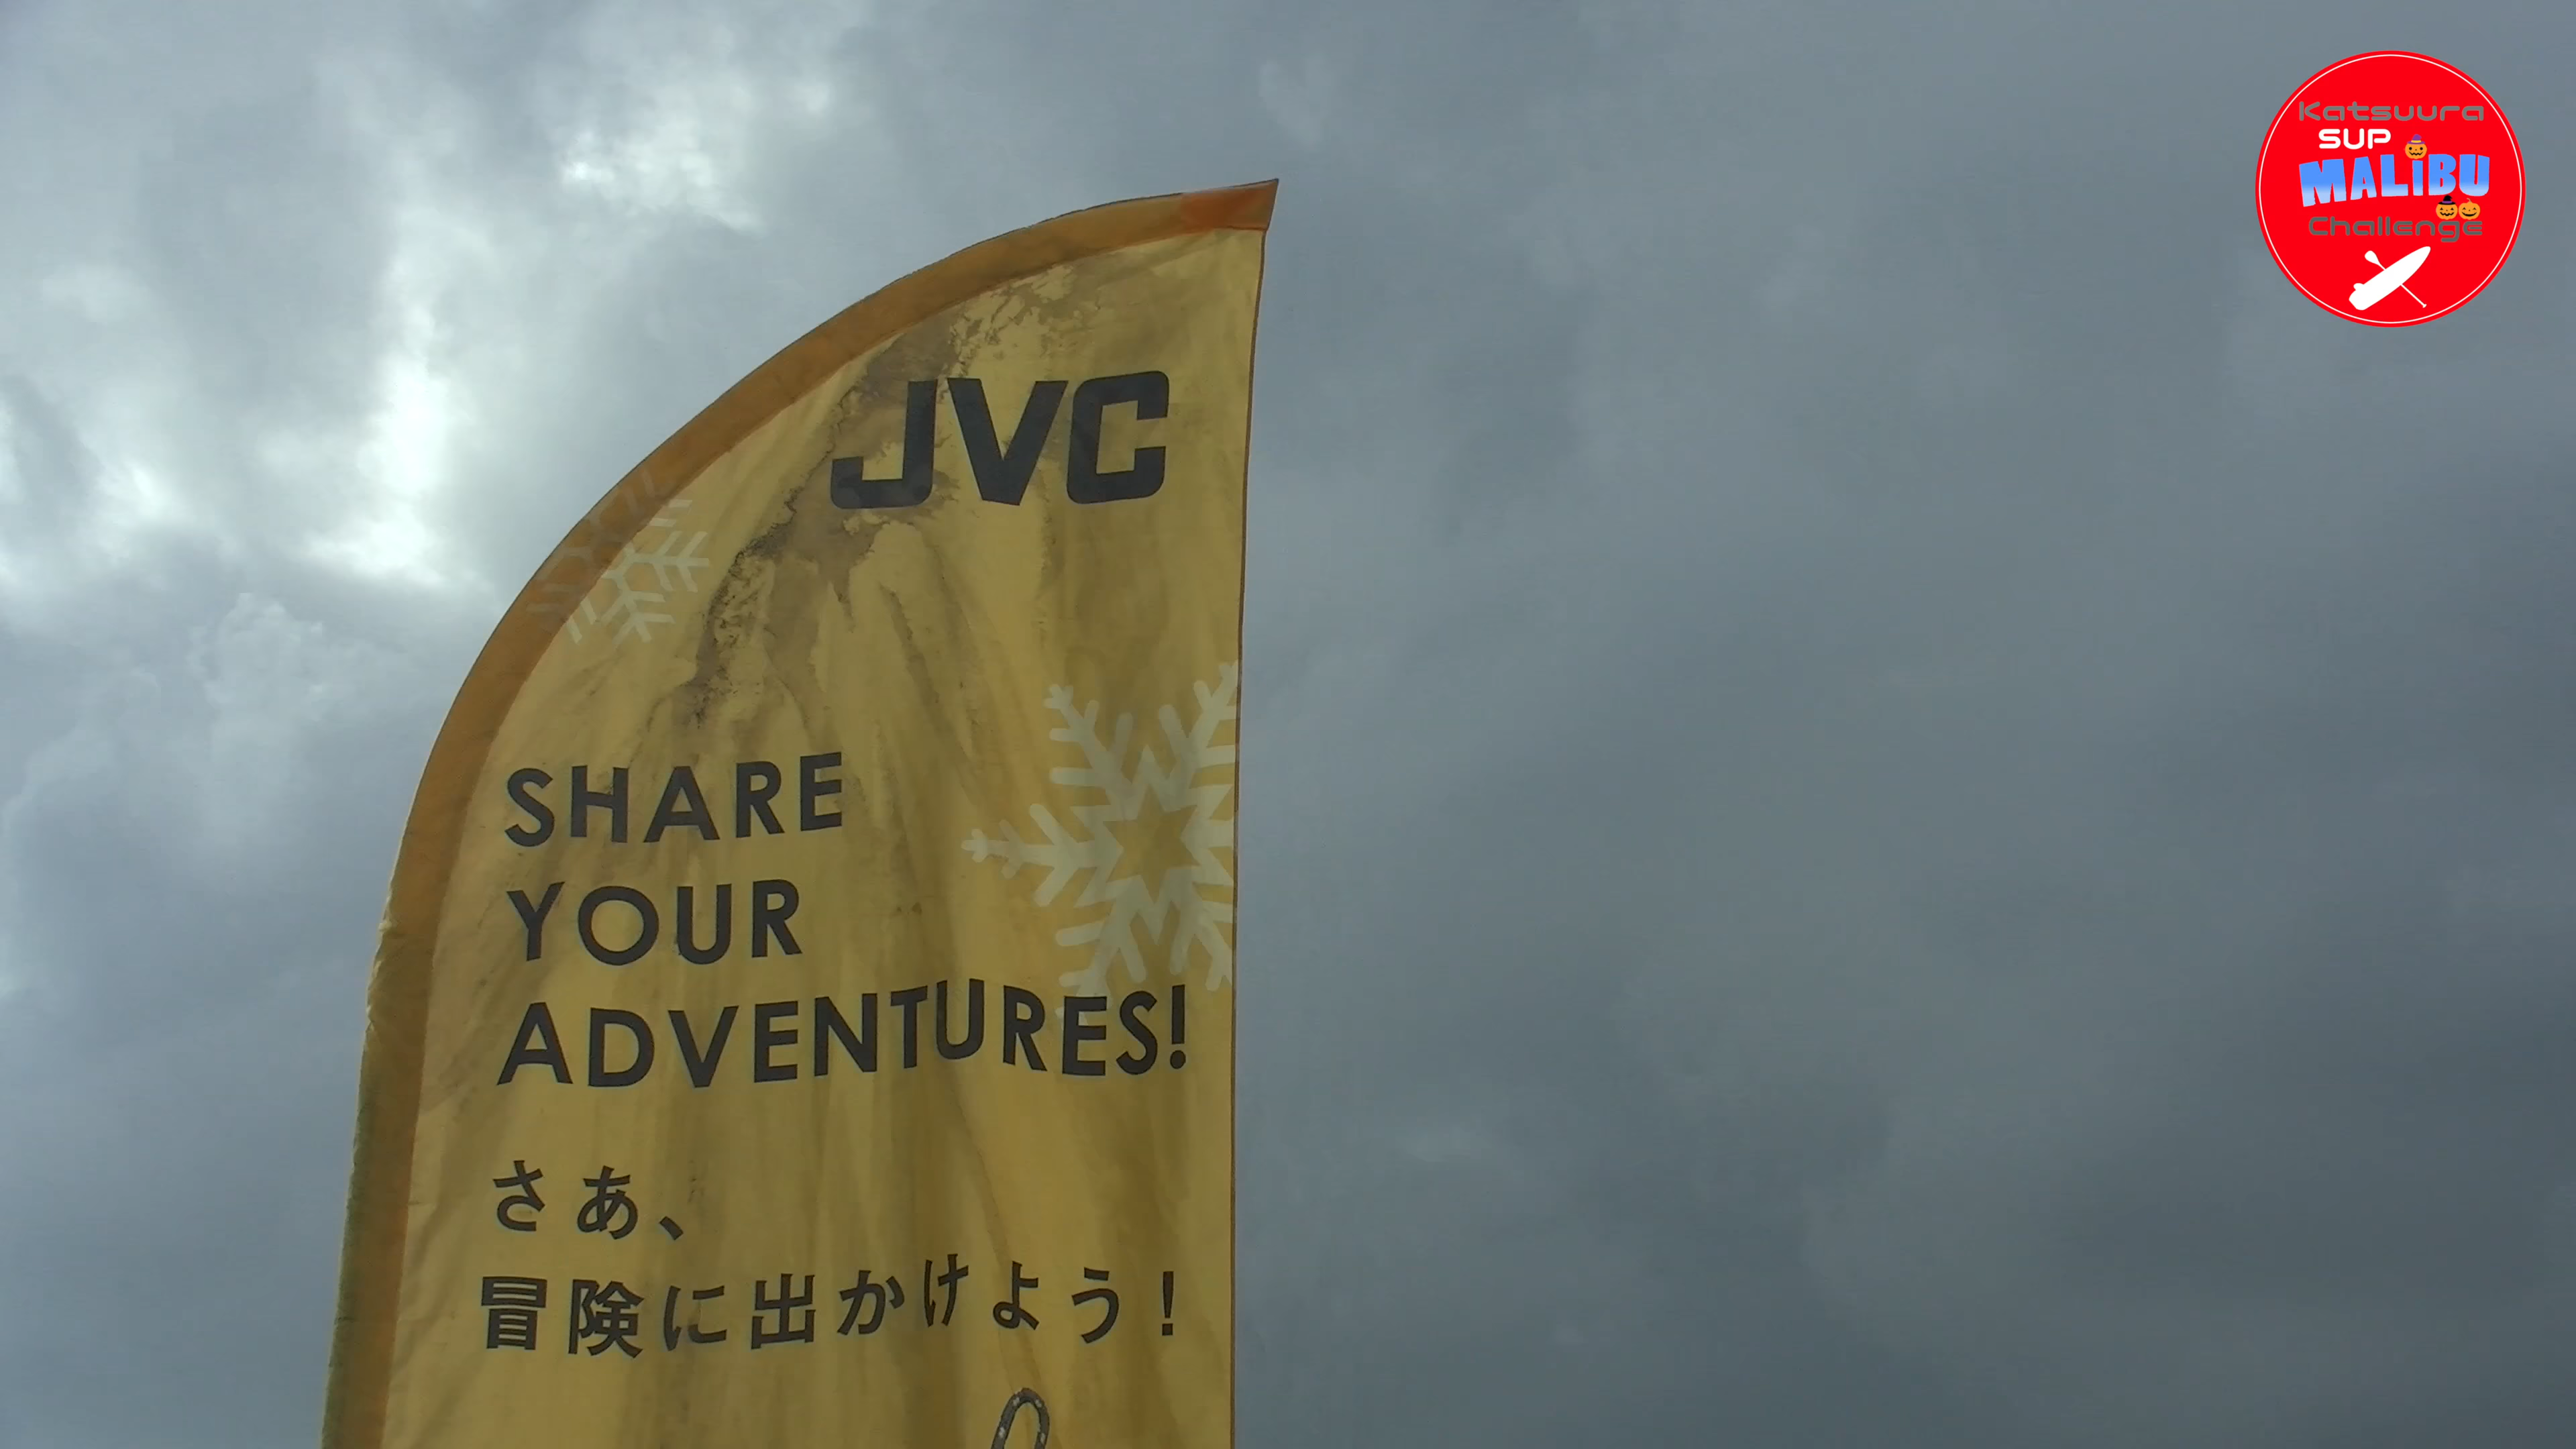 Katsuura
SUP
MALiBU
Challenge
JVC
SHARE
YOUR
ADVENTURES!
さあ、
冒険に出かけよう！